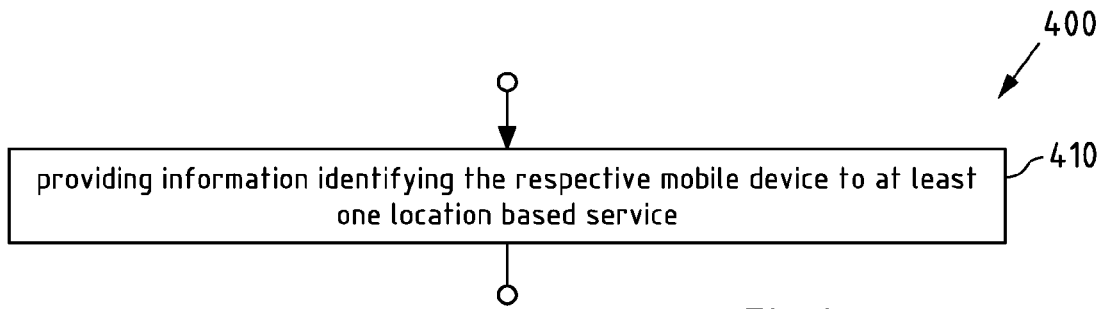 400
410
providing information identifying the respective mobile device to at least
one location based service